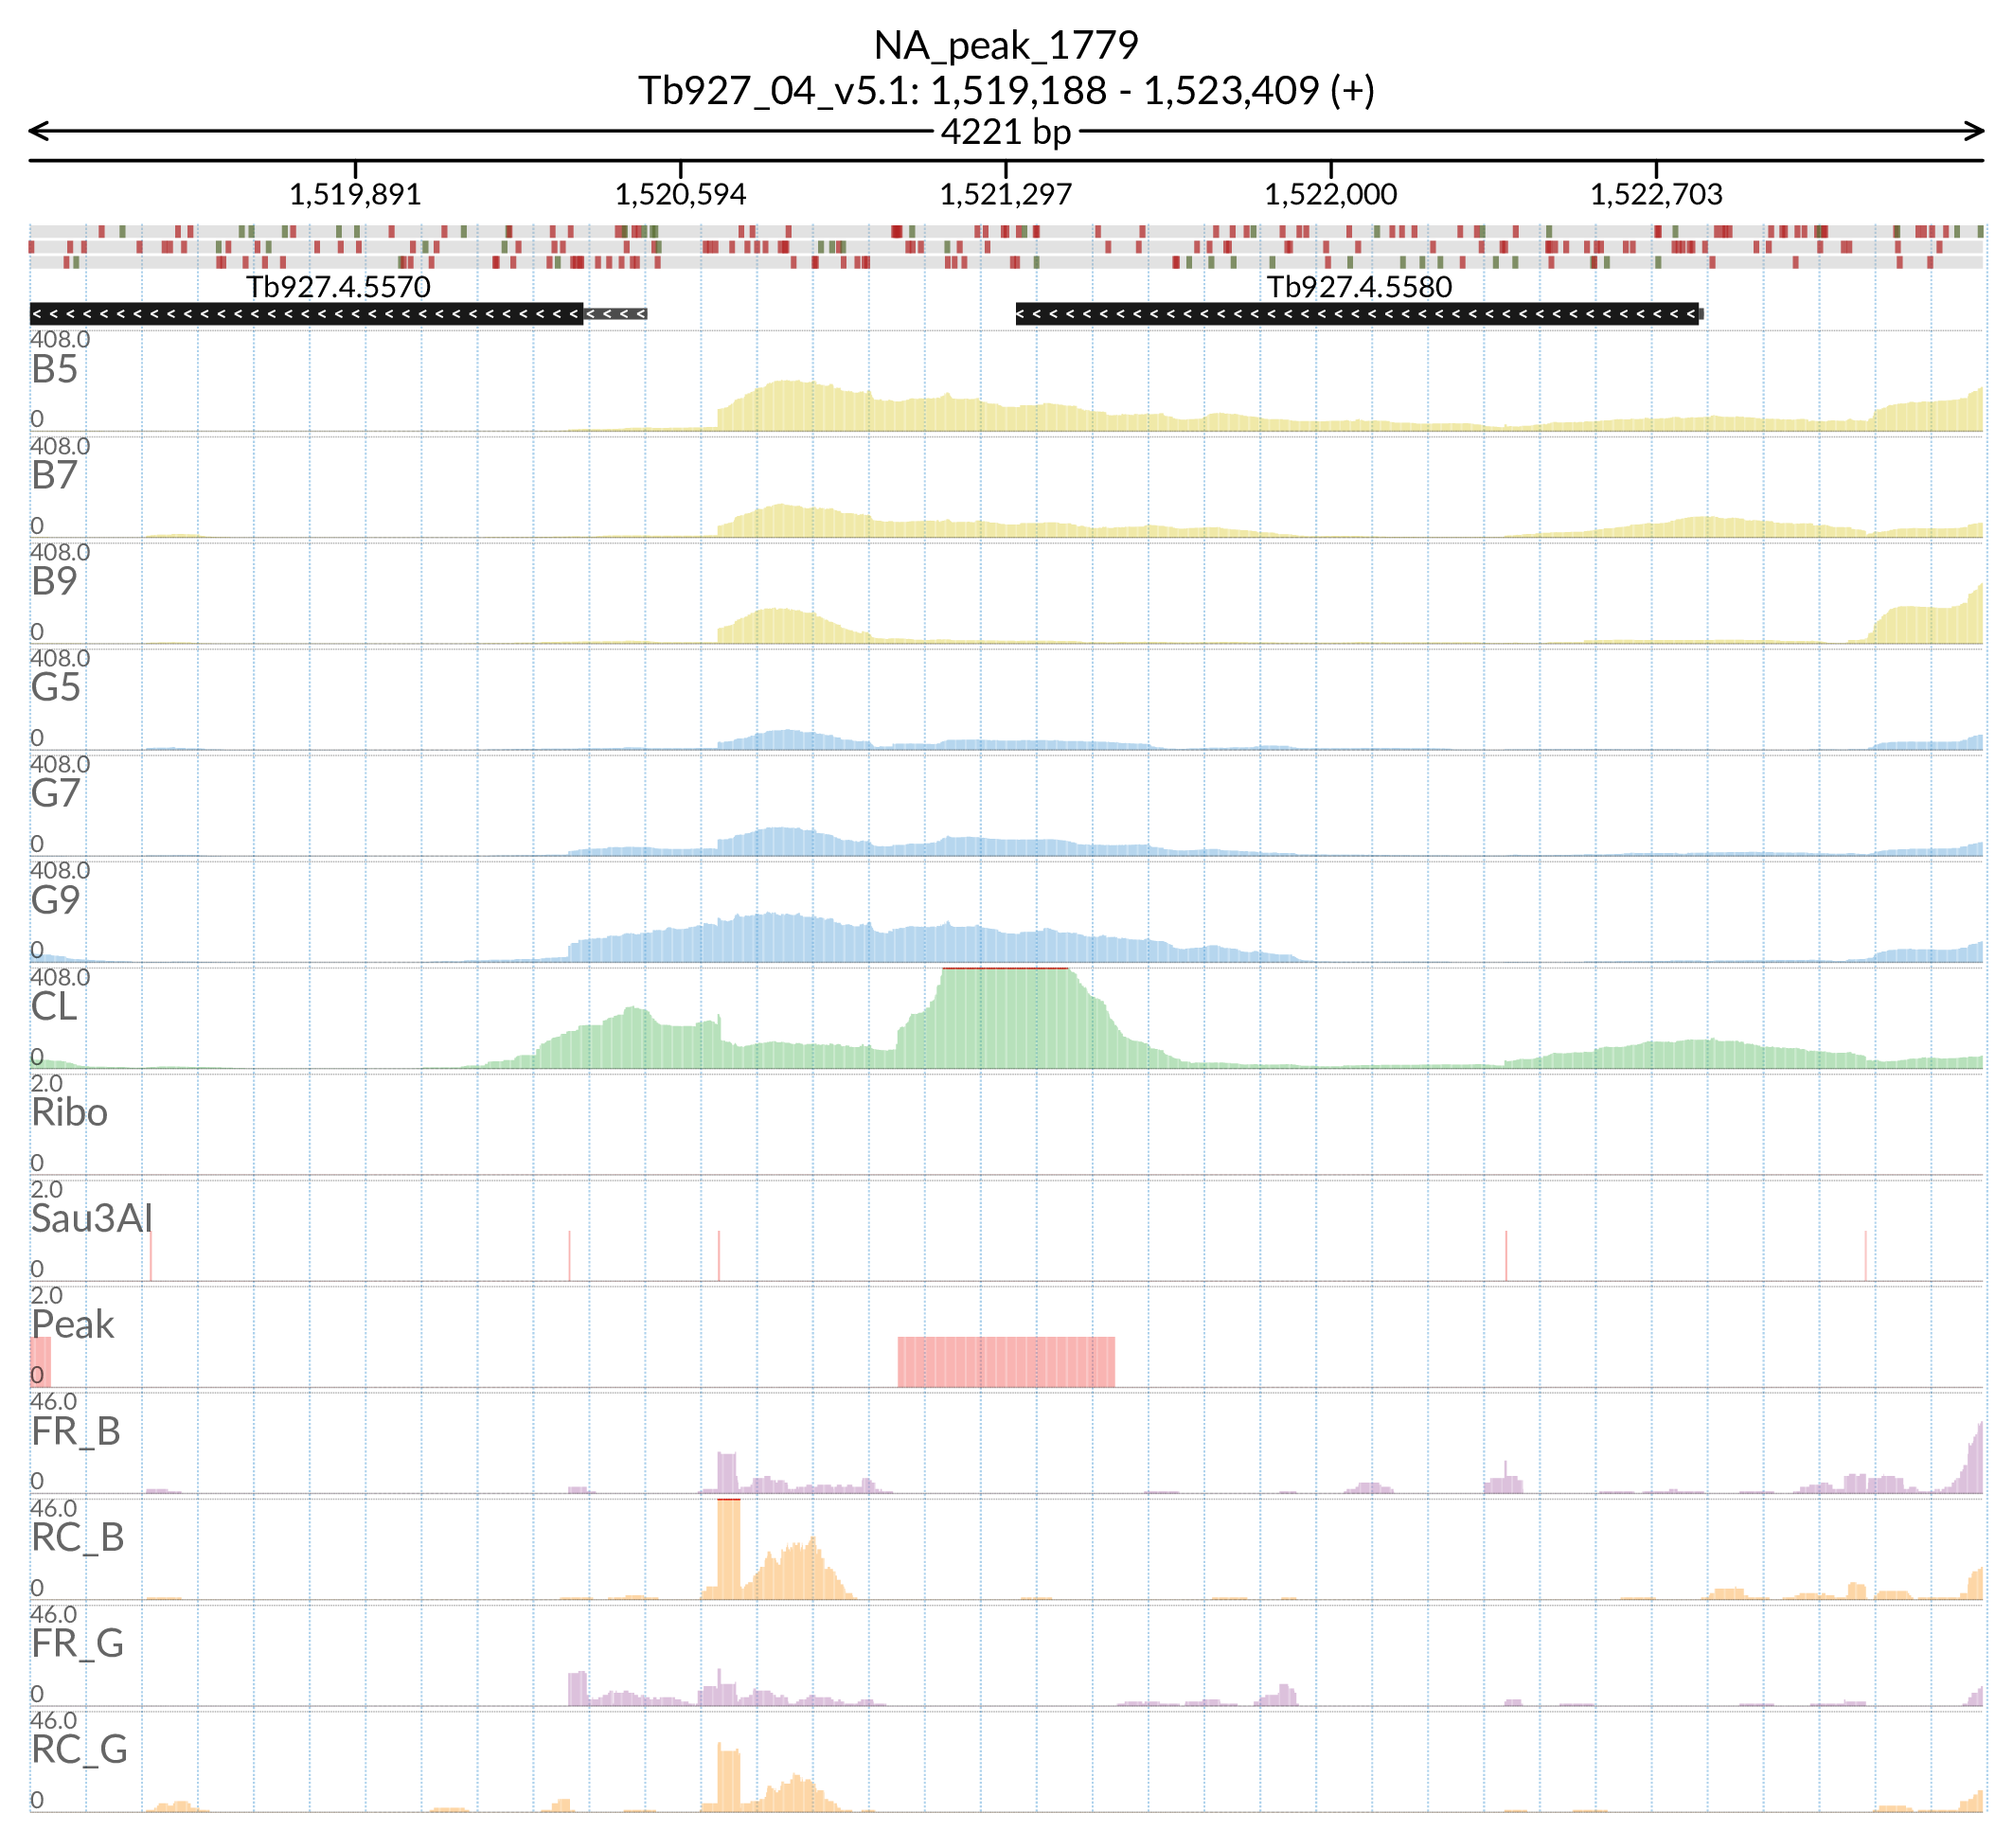 NA_peak_1779
Tb927_04_v5.1: 1,519,188 - 1,523,409 (+)
4221 bp
1,519,891 1,520,594 1,521,297 1,522,000 1,522,703
Tb927.4.5570 Tb927.4.5580
408.0
B5
0
408.0
B7
0
408.0
B9
0
408.0
G5
0
408.0
G7
0
408.0
G9
0
408.0
CL
0
2.0
Ribo
0
2.0
Sau3AI
0
2.0
Peak
0
46.0
FR_B
0
46.0
RC_B
0
46.0
FR_G
0
46.0
RC_G
0